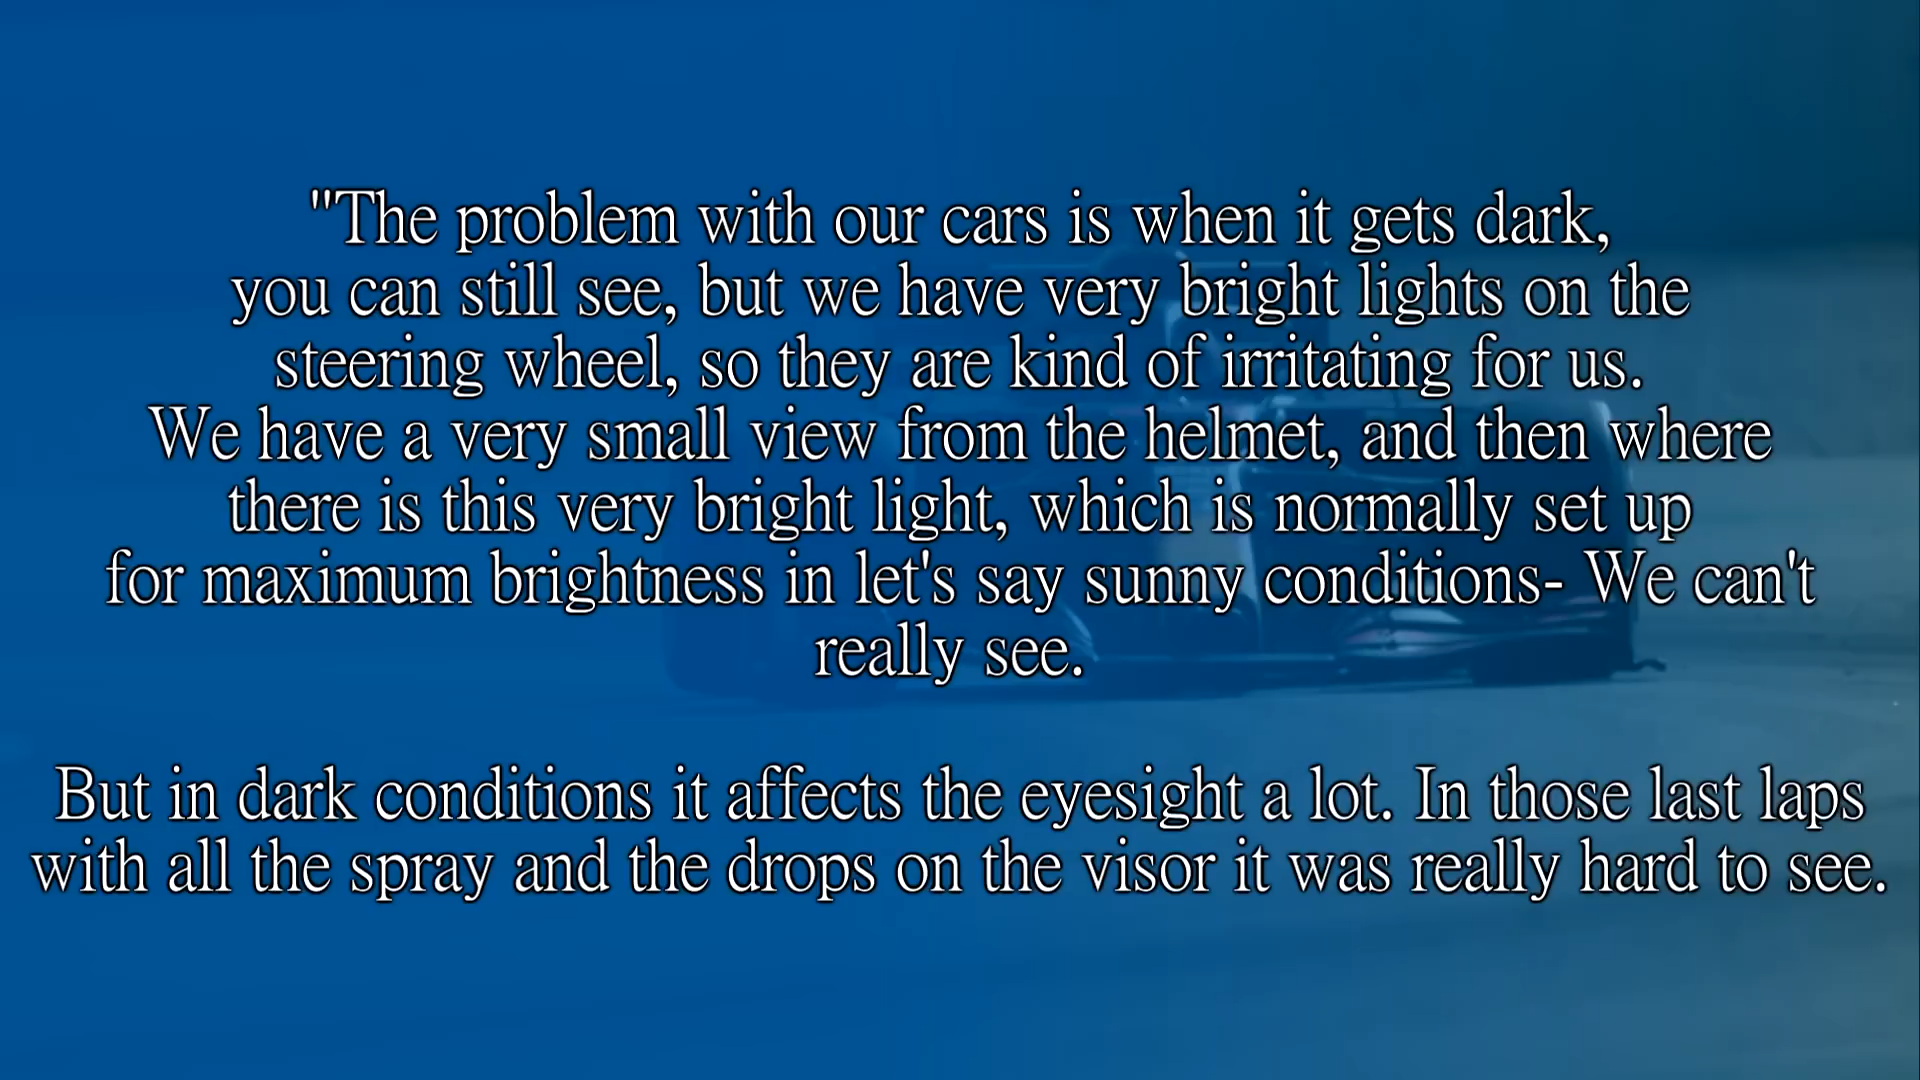 "The problem with our cars is when it gets dark,
you can still see, but we have very bright lights on the
steering wheel, so they are kind of irritating for us.
We have a very small view from the helmet, and then where
there is this very bright light, which is normally set up
for maximum brightness in let's say sunny conditions- We can't
really see.
But in dark conditions it affects the eyesight a lot. In those last laps
with all the spray and the drops on the visor it was really hard to see.